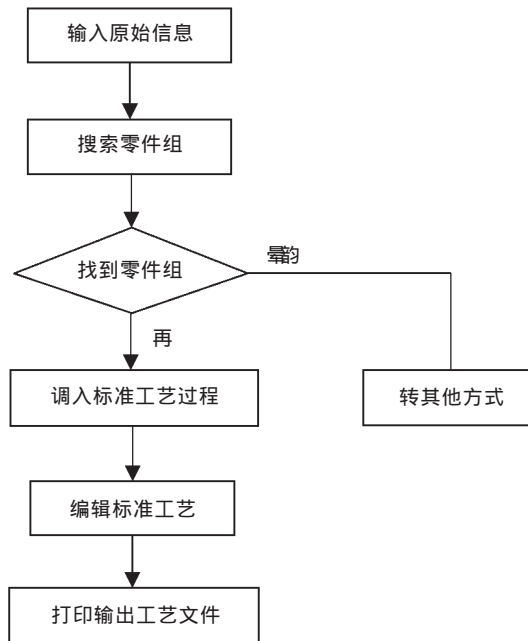 输入原始信息
搜索零件组
找到零件组
晕韵
再
调入标准工艺过程
转其他方式
编辑标准工艺
打印输出工艺文件